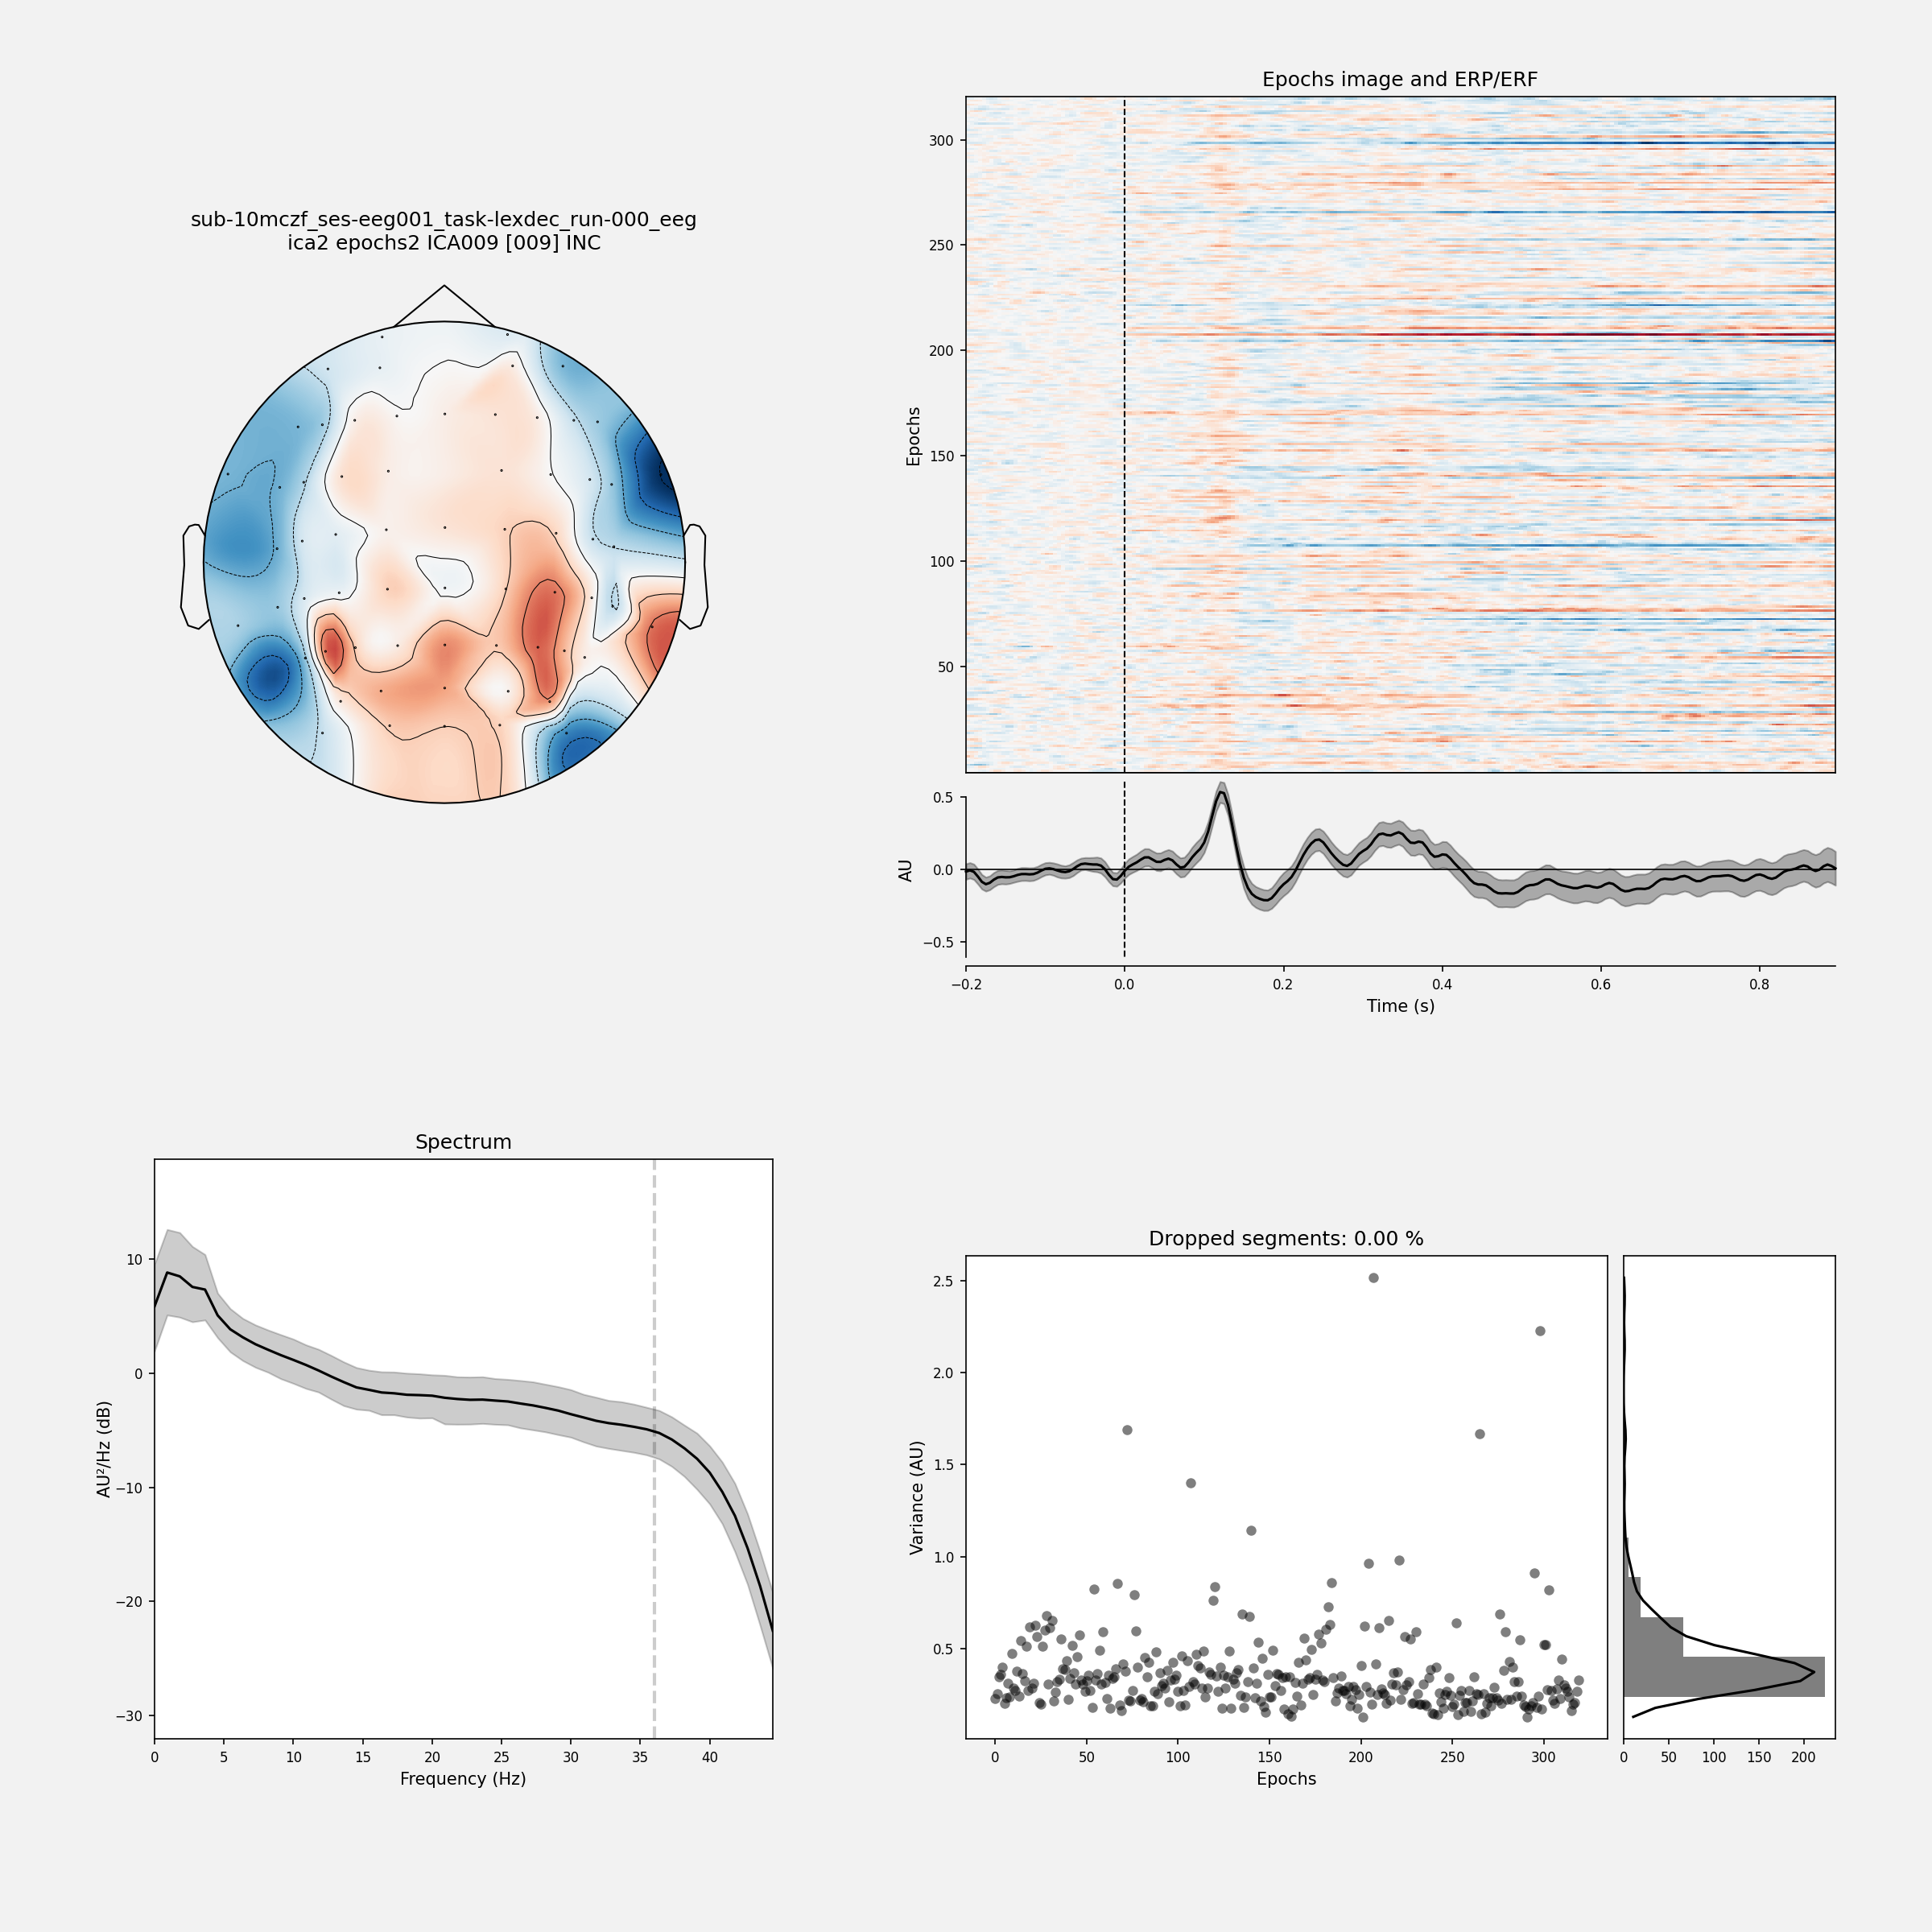 sub-10mczf_ses-eeg001_task-lexdec_run-000_eeg
ica2 epochs2 ICA009 [009] INC
Epochs image and ERP/ERF
Epochs
300
250
200
150
100
50
AU
0.5
0.0
−0.5
−0.2 0.0 0.2 0.4 0.6 0.8
Time (s)
Spectrum
AU²/Hz (dB)
10
0
−10
−20
−30
0 5 10 15 20 25 30 35 40
Frequency (Hz)
Dropped segments: 0.00 %
Variance (AU)
2.5
2.0
1.5
1.0
0.5
0 50 100 150 200 250 300
Epochs
0 50 100 150 200